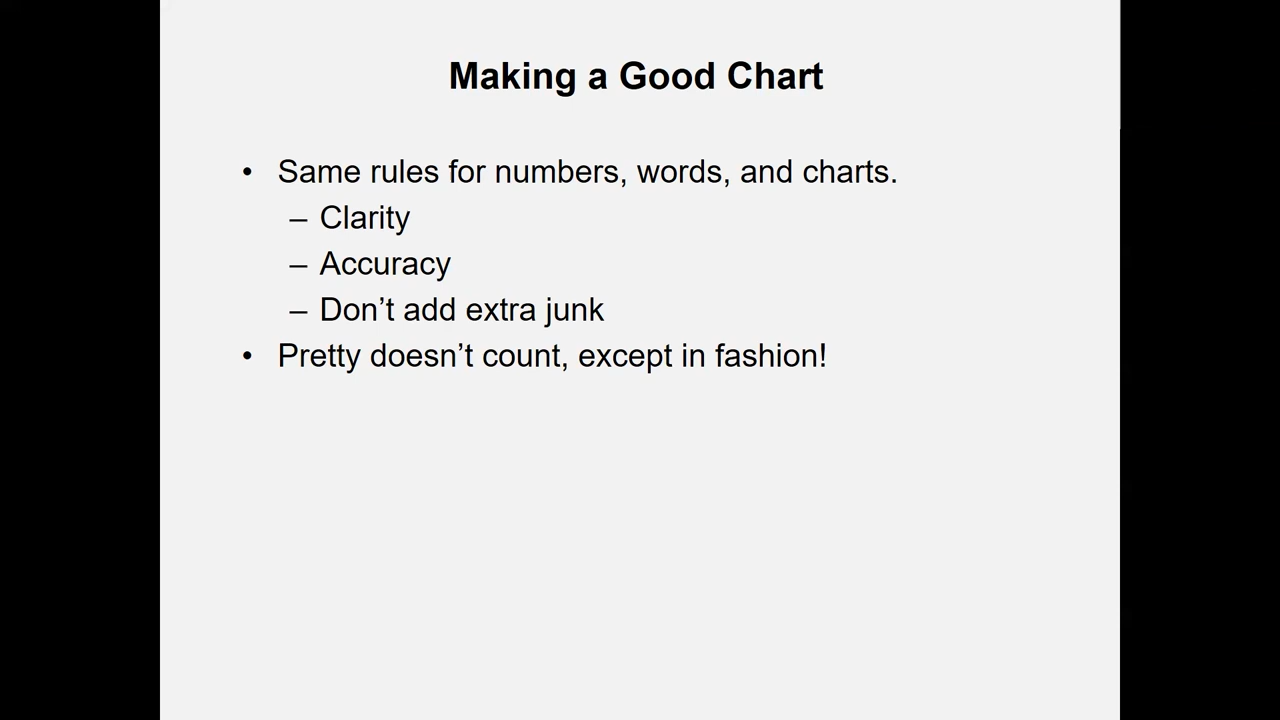 Making a Good Chart
• Same rules for numbers, words, and charts.
– Clarity
– Accuracy
– Don’t add extra junk
• Pretty doesn’t count, except in fashion!